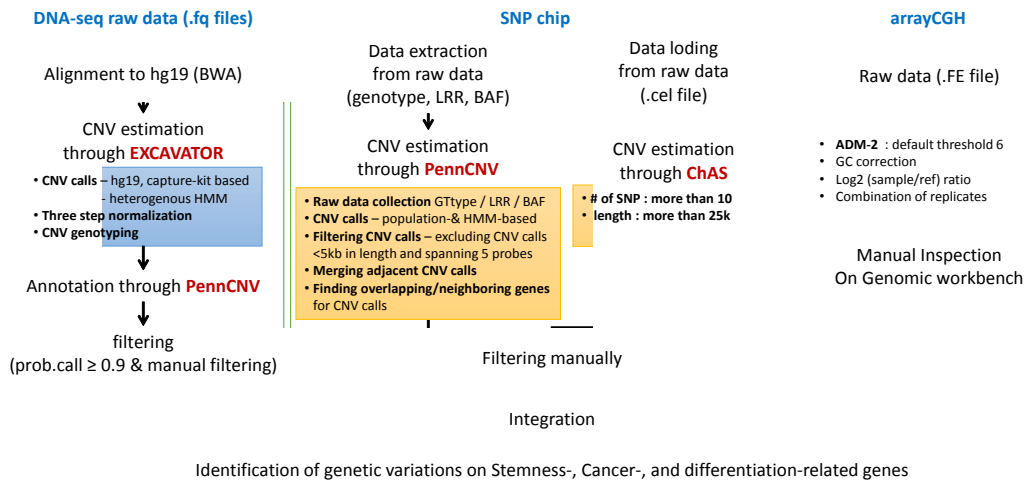 DNA-seq raw data (.fq files)
Alignment to hg19 (BWA)
CNV estimation
through EXCAVATOR
• CNV calls – hg19, capture-kit based
- heterogenous HMM
• Three step normalization
• CNV genotyping
Annotation through PennCNV
filtering
(prob.call ≥ 0.9 & manual filtering)
SNP chip
Data extraction
from raw data
(genotype, LRR, BAF)
CNV estimation
through PennCNV
• Raw data collection GTtype / LRR / BAF
• CNV calls – population-& HMM-based
• Filtering CNV calls – excluding CNV calls
<5kb in length and spanning 5 probes
• Merging adjacent CNV calls
• Finding overlapping/neighboring genes
for CNV calls
Data loding
from raw data
(.cel file)
CNV estimation
through ChAS
• # of SNP : more than 10
• length : more than 25k
Filtering manually
arrayCGH
Raw data (.FE file)
• ADM-2 : default threshold 6
• GC correction
• Log2 (sample/ref) ratio
• Combination of replicates
Manual Inspection
On Genomic workbench
Integration
Identification of genetic variations on Stemness-, Cancer-, and differentiation-related genes